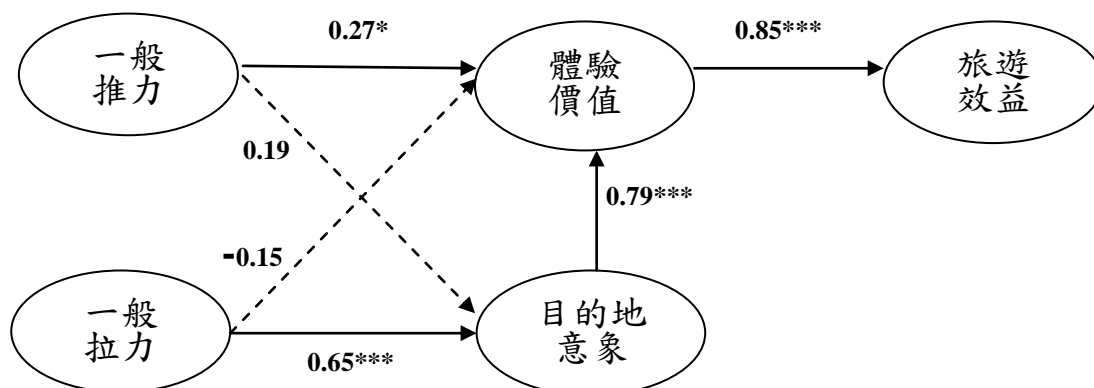 0.27*
0.85***
一般
推力
體驗
價值
旅遊
效益
0.19
0.79***
-0.15
一般
拉力
目的地
意象
0.65***